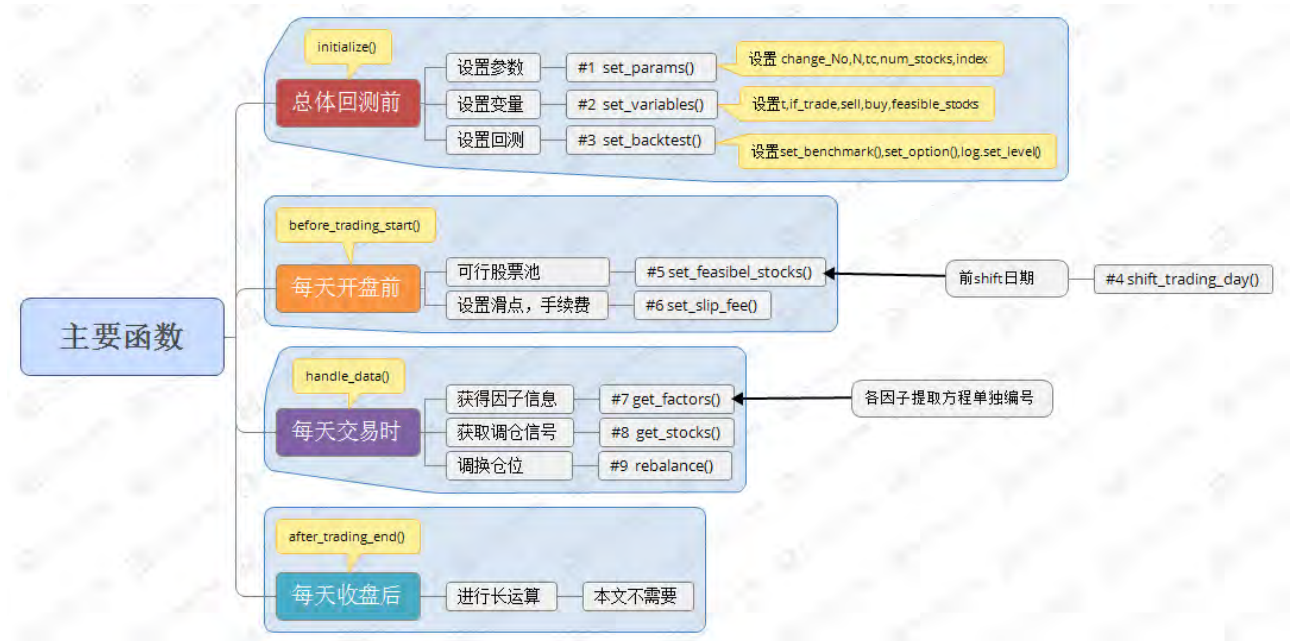 主要函数
initialize()
总体回测前
设置参数
#1 set_params()
设置 change_No,N,tc,num_stocks,index
设置变量
#2 set_variables()
设置t,if_trade,sell,buy,feasible_stocks
设置回测
#3 set_backtest()
设置set_benchmark(),set_option(),log.set_level()
before_trading_start()
每天开盘前
可行股票池
#5 set_feasibel_stocks()
前shift日期
#4 shift_trading_day()
设置滑点，手续费
#6 set_slip_fee()
handle_data()
每天交易时
获得因子信息
#7 get_factors()
各因子提取方程单独编号
获取调仓信号
#8 get_stocks()
调换仓位
#9 rebalance()
after_trading_end()
每天收盘后
进行长运算
本文不需要